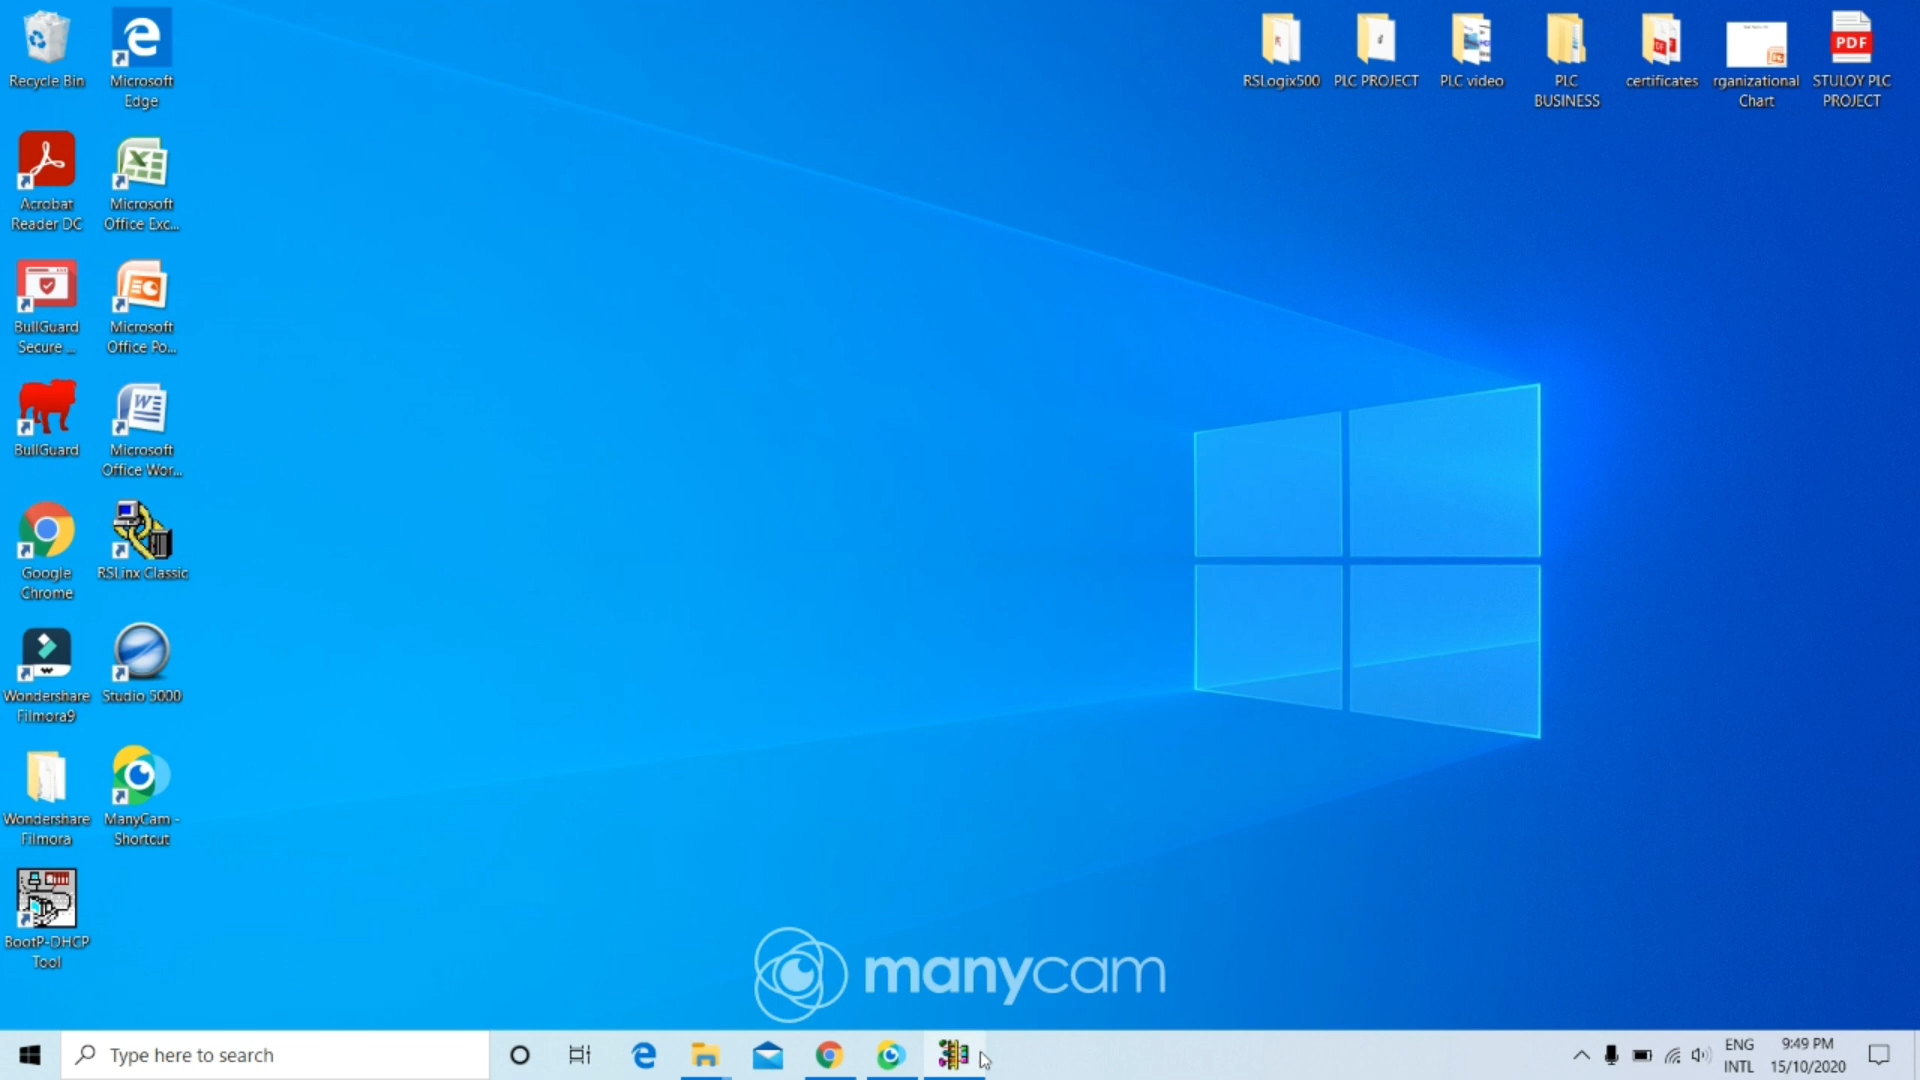 Recycle Bin
Microsoft
Edge
RSLogix500
PLC PROJECT
PLC video
PLC
BUSINESS
certificates
rganizational
Chart
PDF
STULOY PLC
PROJECT
Acrobat
Reader DC
Microsoft
Office Exc...
BullGuard
Secure ...
Microsoft
Office Po...
BullGuard
Microsoft
Office Wor...
Google
Chrome
RSLinx Classic
Wondershare
Filmora9
Studio 5000
Wondershare
Filmora
ManyCam -
Shortcut
BootP-DHCP
Tool
manycam
Type here to search
ENG
INTL
9:49 PM
15/10/2020